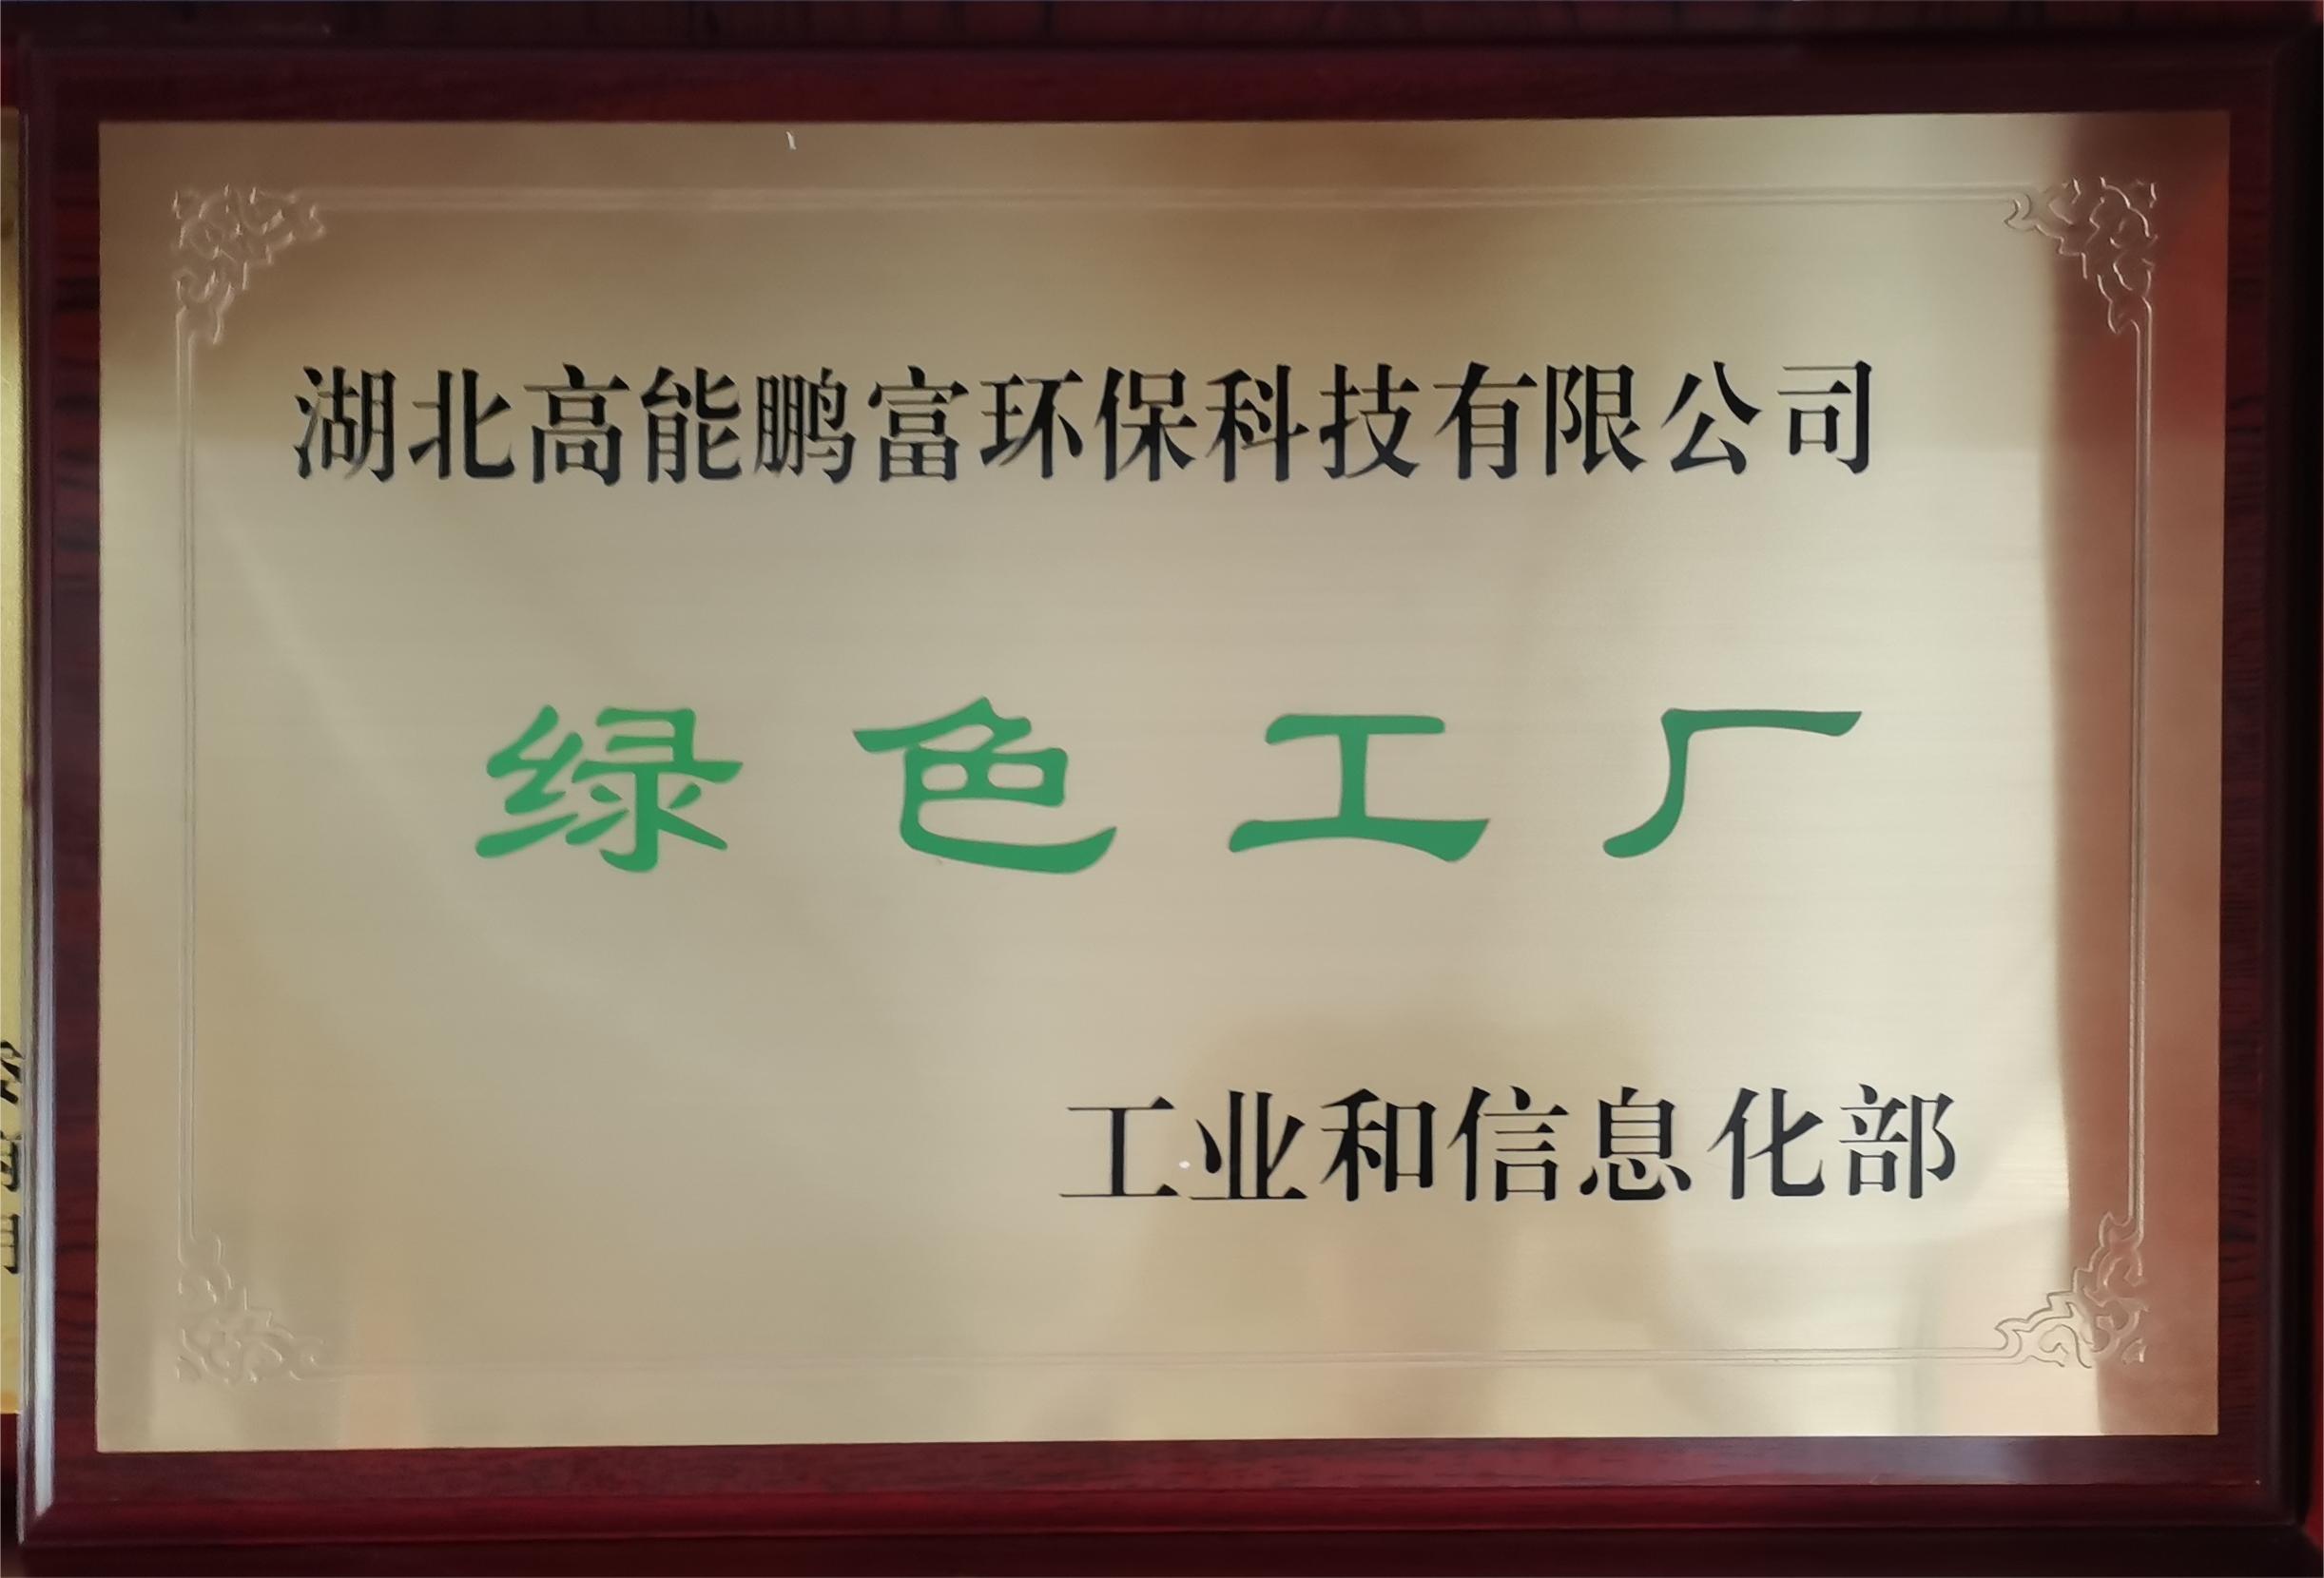 湖北高能鹏富环保科技有限公司
绿色工厂
工业和信息化部